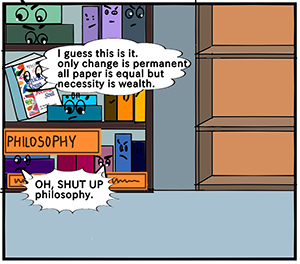 I guess this is it.
only change is permanent
all paper is equal but
necessity is wealth.
PHILOSOPHY
OH, SHUT UP
philosophy.